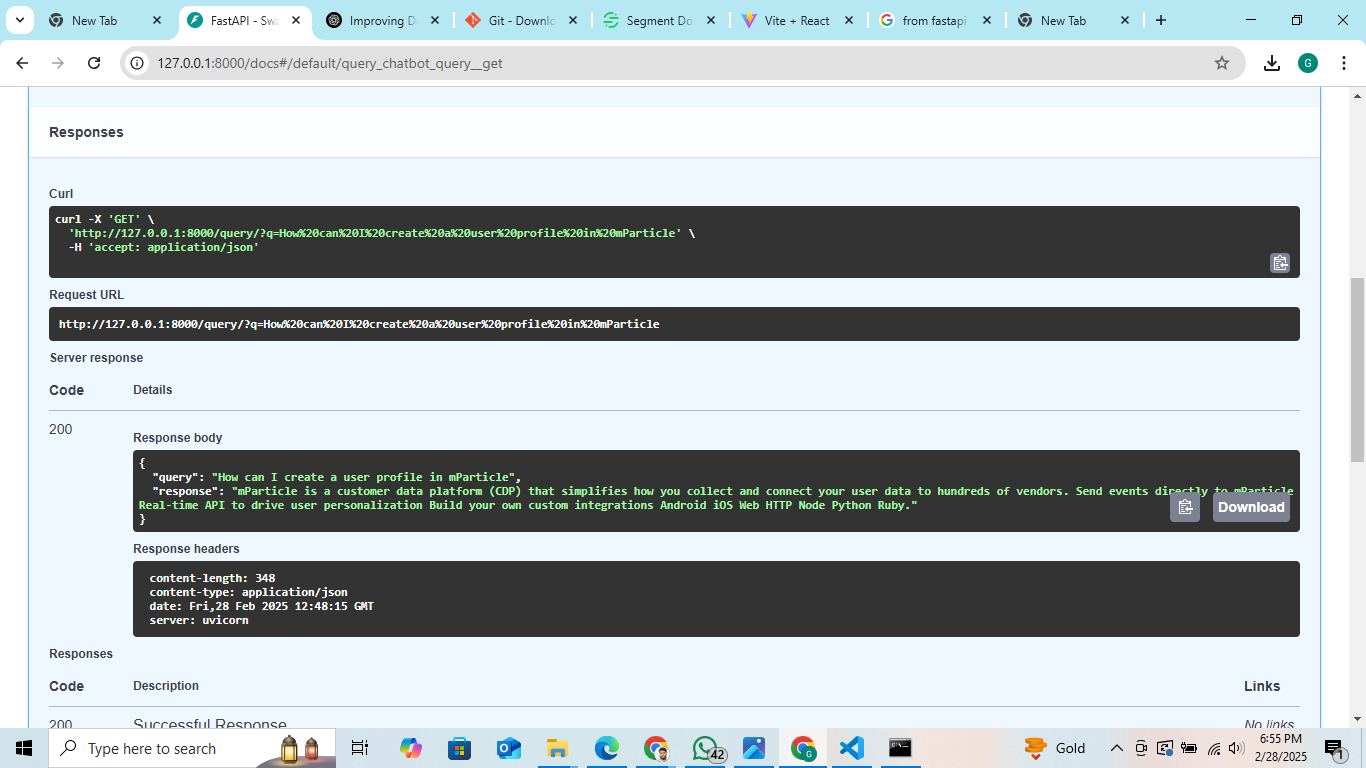 New Tab
FastAPI - Swa
Improving D
Git - Downlo
Segment Do
Vite + React
from fastapi
New Tab
127.0.0.1:8000/docs#/default/query_chatbot_query__get
G
Responses
Curl
curl -X 'GET' \
'http://127.0.0.1:8000/query/?q=How%20can%20I%20create%20a%20user%20profile%20in%20mParticle' \
-H 'accept: application/json'
Request URL
http://127.0.0.1:8000/query/?q=How%20can%20I%20create%20a%20user%20profile%20in%20mParticle
Server response
Code Details
200
Response body
{
"query": "How can I create a user profile in mParticle",
"response": "mParticle is a customer data platform (CDP) that simplifies how you collect and connect your user data to hundreds of vendors. Send events directly to mParticle
Real-time API to drive user personalization Build your own custom integrations Android iOS Web HTTP Node Python Ruby."
}
Download
Response headers
content-length: 348
content-type: application/json
date: Fri,28 Feb 2025 12:48:15 GMT
server: uvicorn
Responses
Code Description Links
200 Successful Response No links
Type here to search
42
Gold
6:55 PM
2/28/2025
1